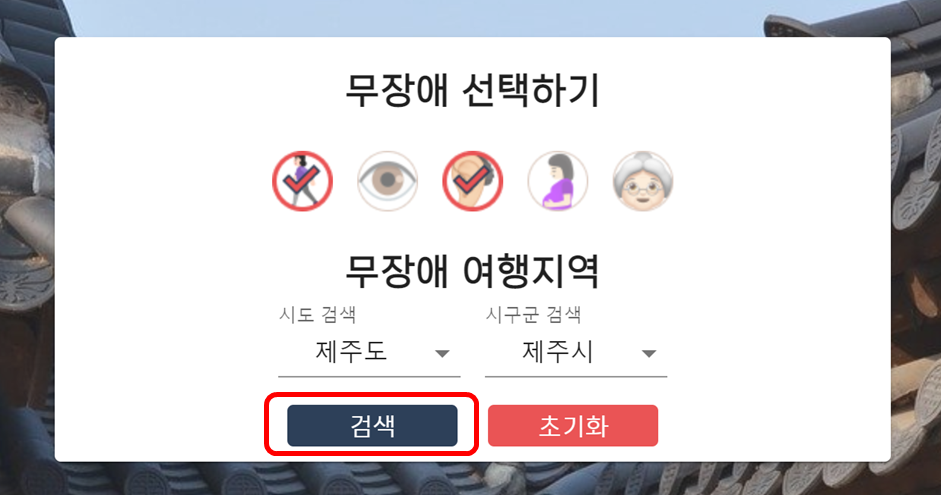 무장애 선택하기
무장애 여행지역
시도 검색 시구군 검색
제주도 제주시
검색 초기화